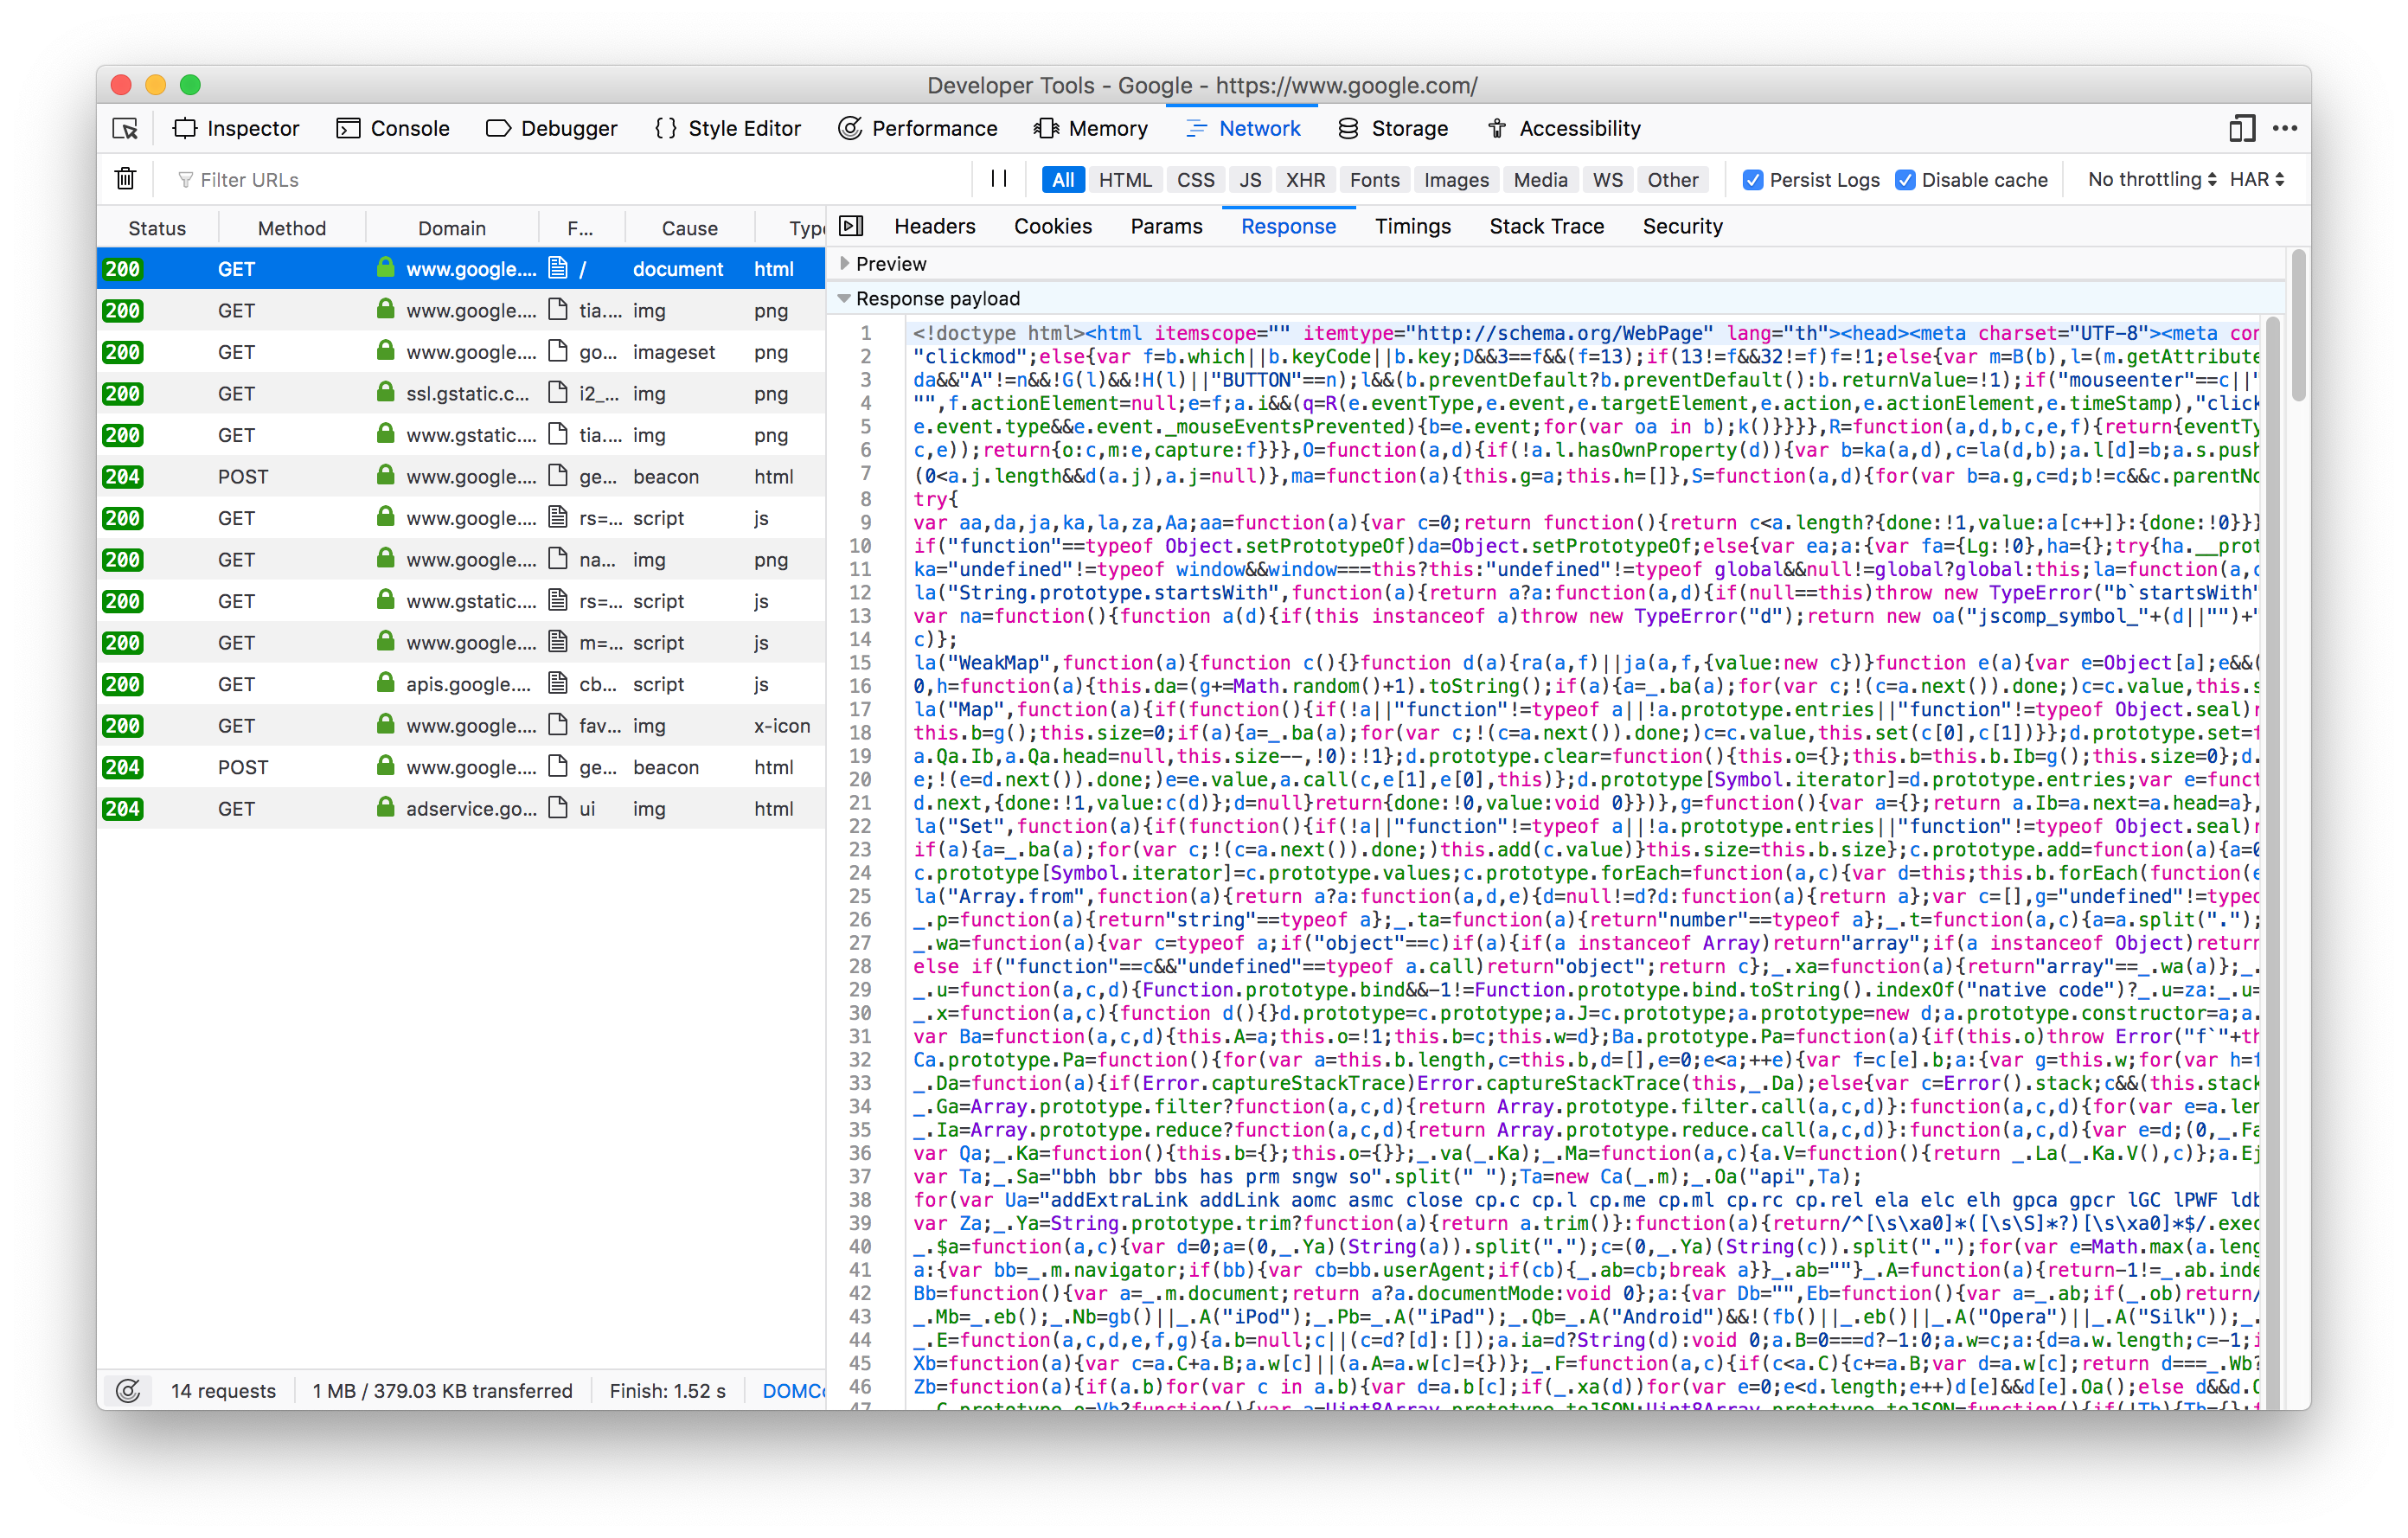 Developer Tools - Google - https://www.google.com/
Inspector Console Debugger { } Style Editor Performance Memory Network Storage Accessibility
Filter URLs All HTML CSS JS XHR Fonts Images Media WS Other Persist Logs Disable cache No throttling HAR
Status Method Domain F... Cause Type
200 GET www.google.... / document html
200 GET www.google.... tia.... img png
200 GET www.google.... go... imageset png
200 GET ssl.gstatic.c... i2_... img png
200 GET www.gstatic.... tia.... img png
204 POST www.google.... ge... beacon html
200 GET www.google.... rs=... script js
200 GET www.google.... na... img png
200 GET www.gstatic.... rs=... script js
200 GET www.google.... m=... script js
200 GET apis.google.... cb... script js
200 GET www.google.... fav... img x-icon
204 POST www.google.... ge... beacon html
204 GET adservice.go... ui img html
14 requests 1 MB / 379.03 KB transferred Finish: 1.52 s DOMCo
Headers Cookies Params Response Timings Stack Trace Security
Preview
Response payload
1 <!doctype html><html itemscope="" itemtype="http://schema.org/WebPage" lang="th"><head><meta charset="UTF-8"><meta con
2 "clickmod";else{var f=b.which||b.keyCode||b.key;D&&3==f&&(f=13);if(13!=f&&32!=f)f=!1;else{var m=B(b),l=(m.getAttribute
3 da&&"A"!=n&&!G(l)&&!H(l)||"BUTTON"==n);l&&(b.preventDefault?b.preventDefault():b.returnValue=!1);if("mouseenter"==c||"
4 "",f.actionElement=null;e=f;a.i&&(q=R(e.eventType,e.event,e.targetElement,e.action,e.actionElement,e.timeStamp),"click
5 e.event.type&&e.event._mouseEventsPrevented){b=e.event;for(var oa in b);k()}}}},R=function(a,d,b,c,e,f){return{eventTy
6 c,e));return{o:c,m:e,capture:f}}},O=function(a,d){if(!a.l.hasOwnProperty(d)){var b=ka(a,d),c=la(d,b);a.l[d]=b;a.s.push
7 (0<a.j.length&&d(a.j),a.j=null)},ma=function(a){this.g=a;this.h=[]},S=function(a,d){for(var b=a.g,c=d;b!=c&&c.parentNo
8 try{
9 var aa,da,ja,ka,la,za,Aa;aa=function(a){var c=0;return function(){return c<a.length?{done:!1,value:a[c++]}:{done:!0}}}
10 if("function"==typeof Object.setPrototypeOf)da=Object.setPrototypeOf;else{var ea;a:{var fa={Lg:!0},ha={};try{ha.__prot
11 ka="undefined"!=typeof window&&window===this?this:"undefined"!=typeof global&&null!=global?global:this;la=function(a,c
12 la("String.prototype.startsWith",function(a){return a?a:function(a,d){if(null==this)throw new TypeError("b`startsWith"
13 var na=function(){function a(d){if(this instanceof a)throw new TypeError("d");return new oa("jscomp_symbol_"+(d||"")+"
14 c)};
15 la("WeakMap",function(a){function c(){}function d(a){ra(a,f)||ja(a,f,{value:new c})}function e(a){var e=Object[a];e&&(
16 0,h=function(a){this.da=(g+=Math.random()+1).toString();if(a){a=_.ba(a);for(var c;!(c=a.next()).done;)c=c.value,this.s
17 la("Map",function(a){if(function(){if(!a||"function"!=typeof a||!a.prototype.entries||"function"!=typeof Object.seal)r
18 this.b=g();this.size=0;if(a){a=_.ba(a);for(var c;!(c=a.next()).done;)c=c.value,this.set(c[0],c[1])}};d.prototype.set=f
19 a.Qa.Ib,a.Qa.head=null,this.size--,!0):!1};d.prototype.clear=function(){this.o={};this.b=this.b.Ib=g();this.size=0};d.
20 e;!(e=d.next()).done;)e=e.value,a.call(c,e[1],e[0],this)};d.prototype[Symbol.iterator]=d.prototype.entries;var e=funct
21 d.next,{done:!1,value:c(d)};d=null}return{done:!0,value:void 0}})},g=function(){var a={};return a.Ib=a.next=a.head=a},
22 la("Set",function(a){if(function(){if(!a||"function"!=typeof a||!a.prototype.entries||"function"!=typeof Object.seal)r
23 if(a){a=_.ba(a);for(var c;!(c=a.next()).done;)this.add(c.value)}this.size=this.b.size};c.prototype.add=function(a){a=0
24 c.prototype[Symbol.iterator]=c.prototype.values;c.prototype.forEach=function(a,c){var d=this;this.b.forEach(function(e
25 la("Array.from",function(a){return a?a:function(a,d,e){d=null!=d?d:function(a){return a};var c=[],g="undefined"!=typeo
26 _.p=function(a){return"string"==typeof a};_.ta=function(a){return"number"==typeof a};_.t=function(a,c){a=a.split(".");
27 _.wa=function(a){var c=typeof a;if("object"==c)if(a){if(a instanceof Array)return"array";if(a instanceof Object)return
28 else if("function"==c&&"undefined"==typeof a.call)return"object";return c};_.xa=function(a){return"array"==_.wa(a)};_.
29 _.u=function(a,c,d){Function.prototype.bind&&-1!=Function.prototype.bind.toString().indexOf("native code")?_.u=za:_.u=
30 _.x=function(a,c){function d(){}d.prototype=c.prototype;a.J=c.prototype;a.prototype=new d;a.prototype.constructor=a;a.
31 var Ba=function(a,c,d){this.A=a;this.o=!1;this.b=c;this.w=d};Ba.prototype.Pa=function(a){if(this.o)throw Error("f`"+th
32 Ca.prototype.Pa=function(){for(var a=this.b.length,c=this.b,d=[],e=0;e<a;++e){var f=c[e].b;a:{var g=this.w;for(var h=f
33 _.Da=function(a){if(Error.captureStackTrace)Error.captureStackTrace(this,_.Da);else{var c=Error().stack;c&&(this.stack
34 _.Ga=Array.prototype.filter?function(a,c,d){return Array.prototype.filter.call(a,c,d)}:function(a,c,d){for(var e=a.len
35 _.Ia=Array.prototype.reduce?function(a,c,d){return Array.prototype.reduce.call(a,c,d)}:function(a,c,d){var e=d;(0,_.Fa
36 var Qa;_.Ka=function(){this.b={};this.o={}};_.va(_.Ka);_.Ma=function(a,c){a.V=function(){return _.La(_.Ka.V(),c)};a.Ej
37 var Ta;_.Sa="bbh bbr bbs has prm sngw so".split(" ");Ta=new Ca(_.m);_.Oa("api",Ta);
38 for(var Ua="addExtraLink addLink aomc asmc close cp.c cp.l cp.me cp.ml cp.rc cp.rel ela elc elh gpca gpcr lGC lPWF ldb
39 var Za;_.Ya=String.prototype.trim?function(a){return a.trim()}:function(a){return/^[\s\xa0]*([\s\S]*?)[\s\xa0]*$/.exec
40 _.$a=function(a,c){var d=0;a=(0,_.Ya)(String(a)).split(".");c=(0,_.Ya)(String(c)).split(".");for(var e=Math.max(a.leng
41 a:{var bb=_.m.navigator;if(bb){var cb=bb.userAgent;if(cb){_.ab=cb;break a}}_.ab=""}_.A=function(a){return-1!=_.ab.inde
42 Bb=function(){var a=_.m.document;return a?a.documentMode:void 0};a:{var Db="",Eb=function(){var a=_.ab;if(_.ob)return/
43 _.Mb=_.eb();_.Nb=gb()||_.A("iPod");_.Pb=_.A("iPad");_.Qb=_.A("Android")&&!(fb()||_.eb()||_.A("Opera")||_.A("Silk"));_.
44 _.E=function(a,c,d,e,f,g){a.b=null;c||(c=d?[d]:[]);a.ia=d?String(d):void 0;a.B=0===d?-1:0;a.w=c;a:{d=a.w.length;c=-1;i
45 Xb=function(a){var c=a.C+a.B;a.w[c]||(a.A=a.w[c]={})};_.F=function(a,c){if(c<a.C){c+=a.B;var d=a.w[c];return d===_.Wb?
46 Zb=function(a){if(a.b)for(var c in a.b){var d=a.b[c];if(_.xa(d))for(var e=0;e<d.length;e++)d[e]&&d[e].Oa();else d&&d.O